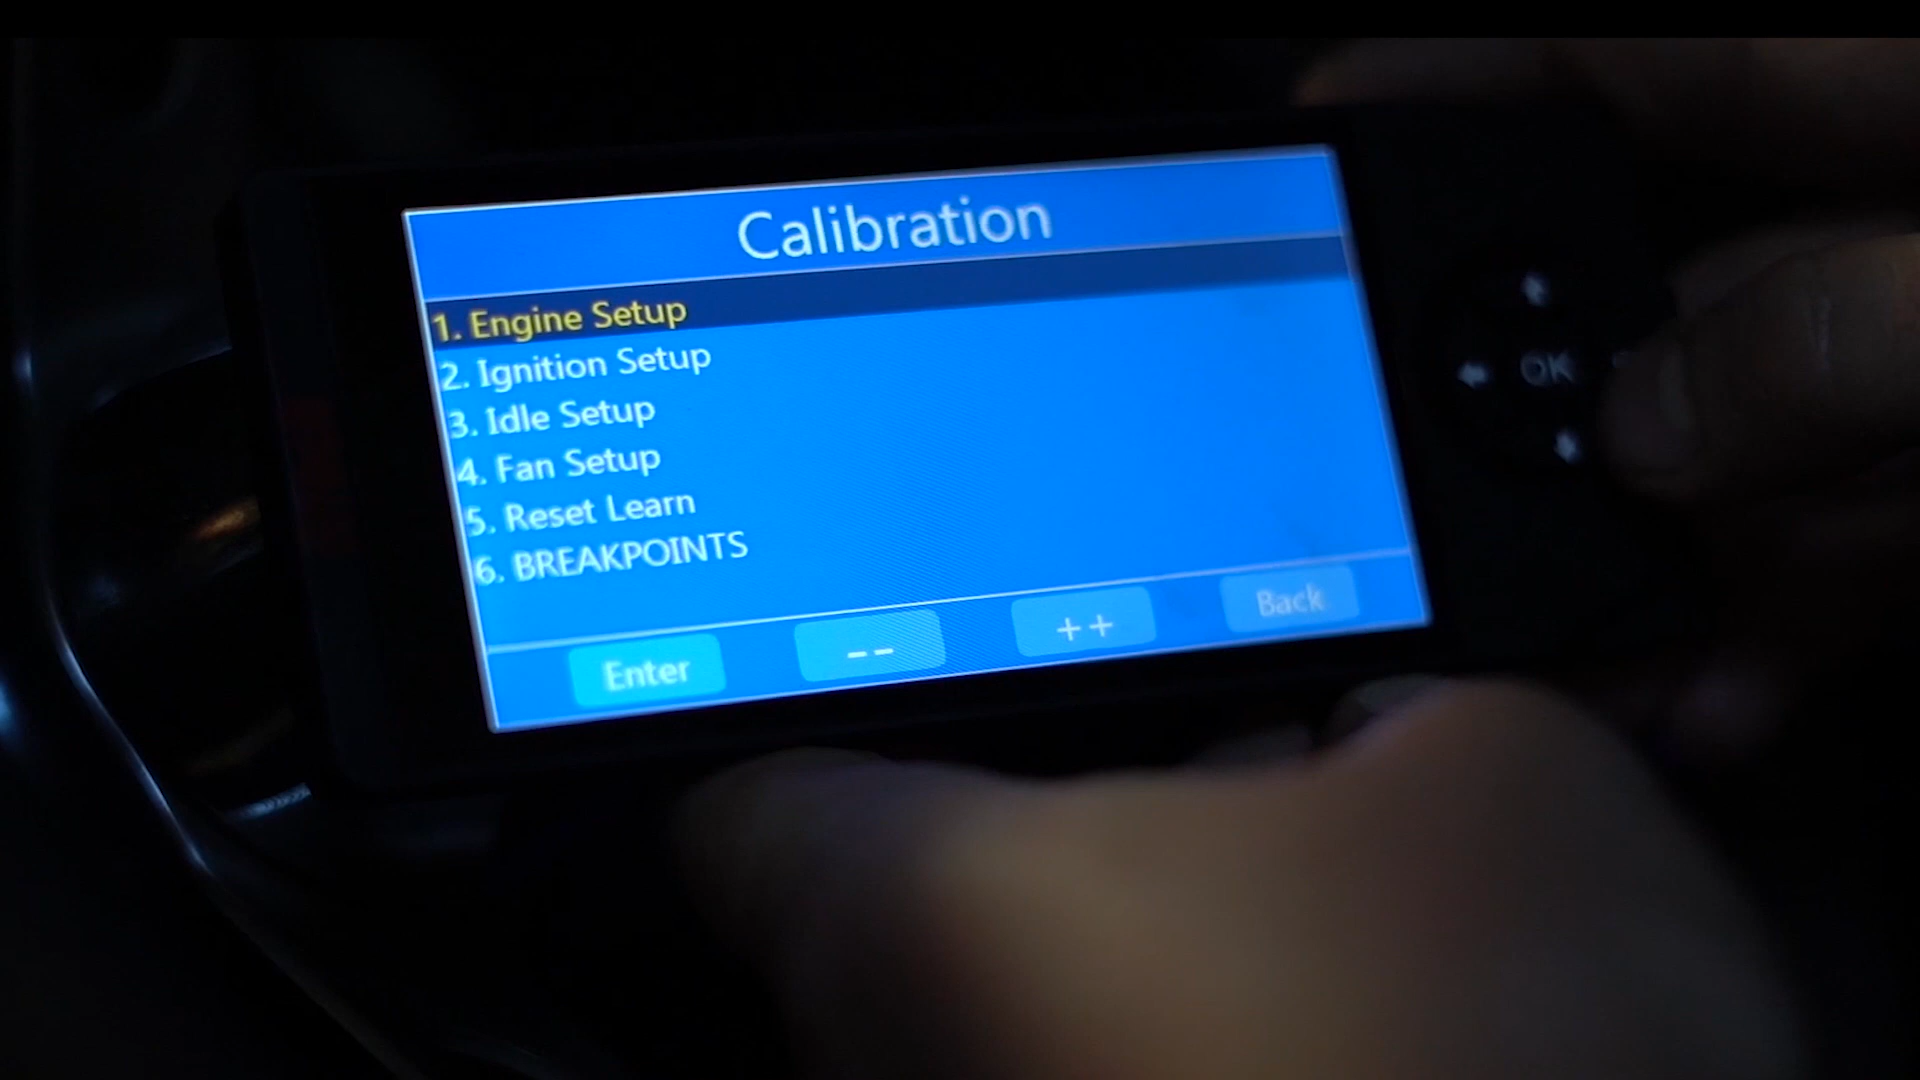 Calibration
1. Engine Setup
2. Ignition Setup
3. Idle Setup
4. Fan Setup
5. Reset Learn
6. BREAKPOINTS
Enter -- ++ Back
OK